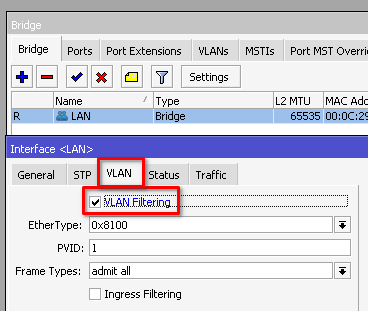 Bridge
Bridge Ports Port Extensions VLANs MSTIs Port MST Overri
Settings
Name Type L2 MTU MAC Addre
R LAN Bridge 65535 00:0C:29
Interface <LAN>
General STP VLAN Status Traffic
VLAN Filtering
EtherType: 0x8100
PVID: 1
Frame Types: admit all
Ingress Filtering